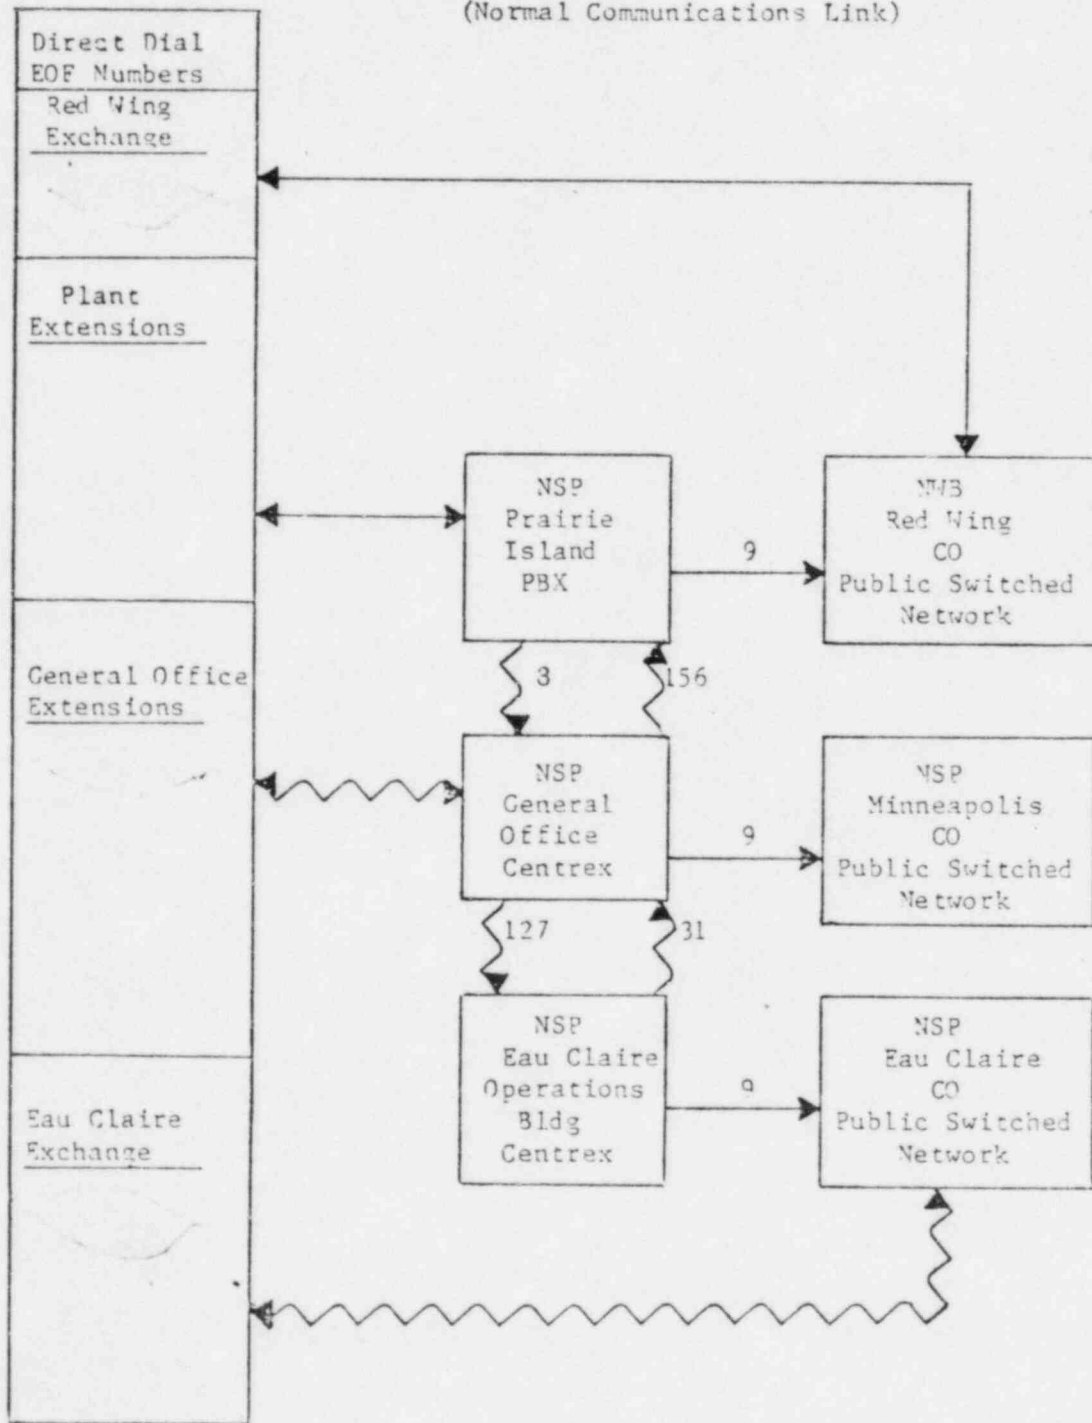 (Normal Communications Link)
Direct Dial
EOF Numbers
Red Wing
Exchange
Plant
Extensions
General Office
Extensions
Eau Claire
Exchange
NSP
Prairie
Island
PBX
9
NWB
Red Wing
CO
Public Switched
Network
3
156
NSP
General
Office
Centrex
9
NSP
Minneapolis
CO
Public Switched
Network
127
31
NSP
Eau Claire
Operations
Bldg
Centrex
9
NSP
Eau Claire
CO
Public Switched
Network